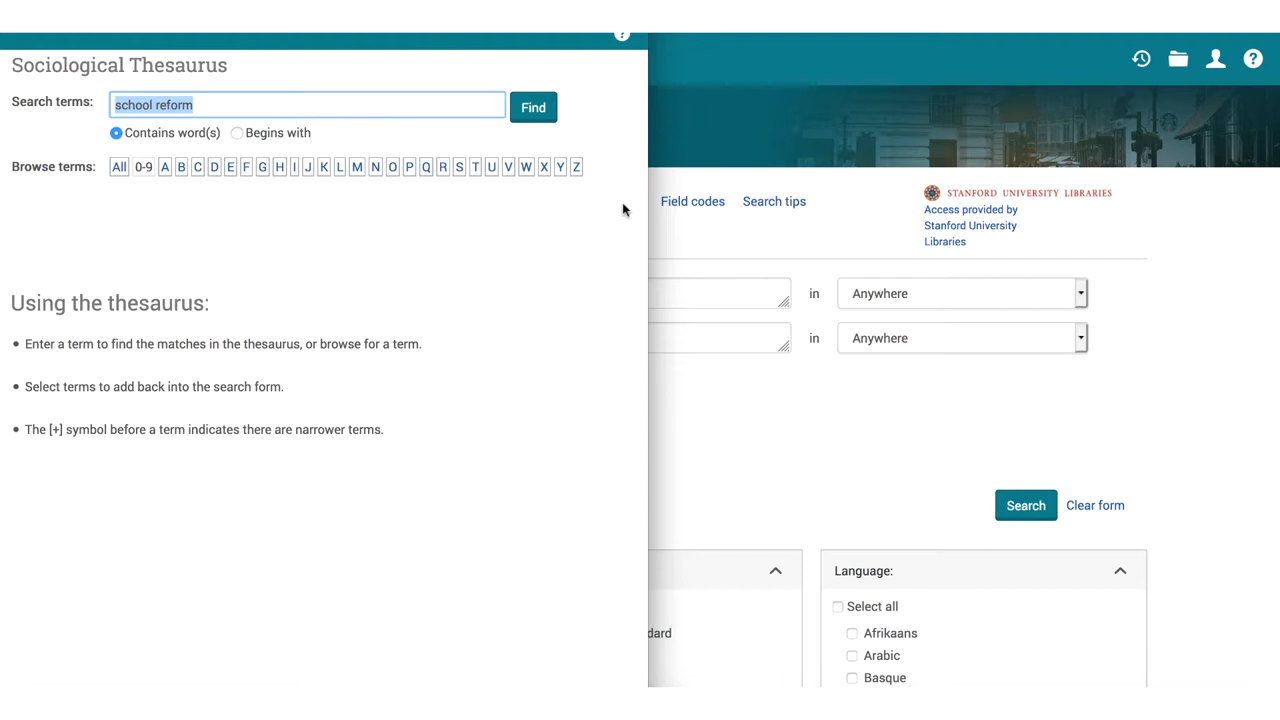 ?
Sociological Thesaurus
Search terms: school reform Find
Contains word(s) Begins with
Browse terms: All 0-9 A B C D E F G H I J K L M N O P Q R S T U V W X Y Z
Using the thesaurus:
• Enter a term to find the matches in the thesaurus, or browse for a term.
• Select terms to add back into the search form.
• The [+] symbol before a term indicates there are narrower terms.
?
Field codes Search tips
STANFORD UNIVERSITY LIBRARIES
Access provided by
Stanford University
Libraries
in Anywhere
in Anywhere
Search Clear form
Language:
Select all
dard
Afrikaans
Arabic
Basque